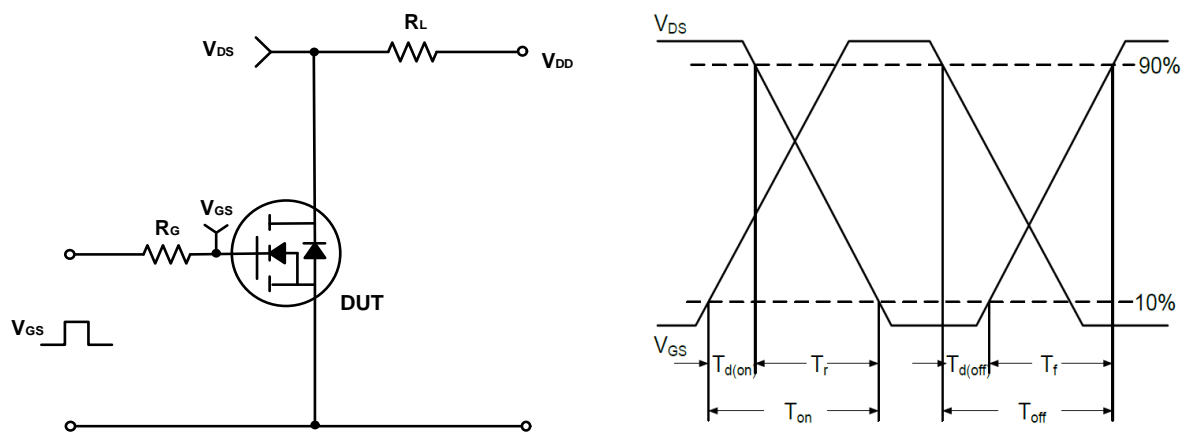 RL
VDS
VDD
VGS
RG
DUT
VGS
VDS
90%
10%
VGS
Td(on)
Tr
Td(off)
Tf
Ton
Toff